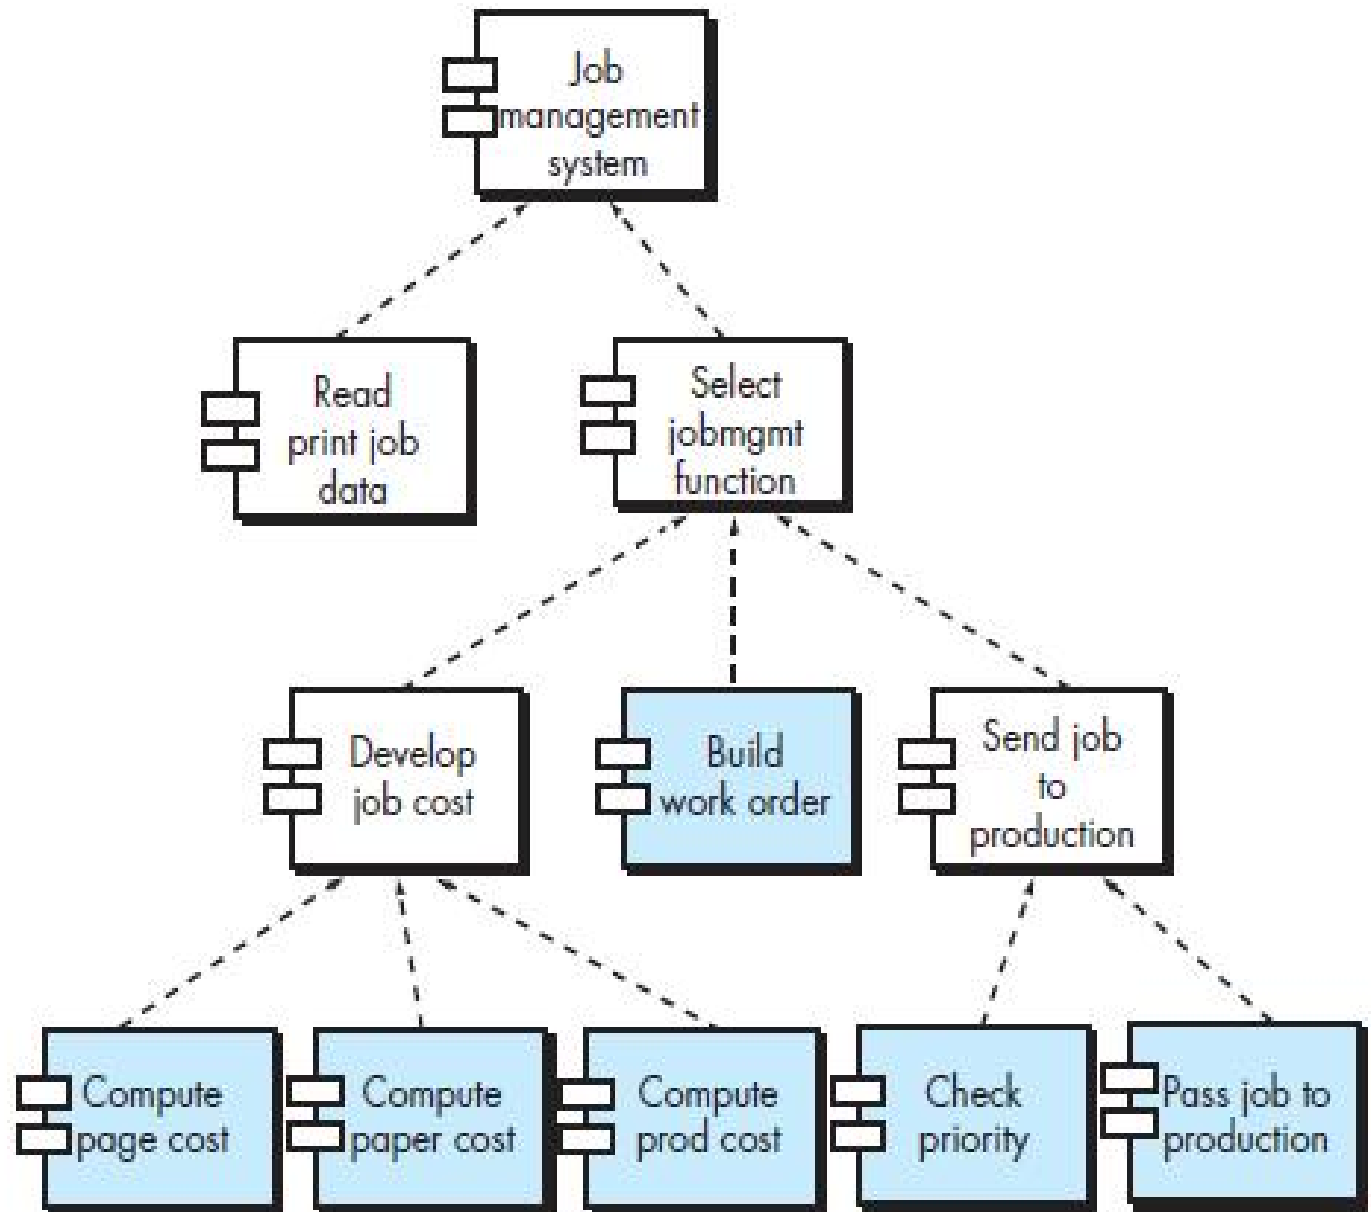 Job
management
system
Read
print job
data
Select
jobmgmt
function
Develop
job cost
Build
work order
Send job
to
production
Compute
page cost
Compute
paper cost
Compute
prod cost
Check
priority
Pass job to
production